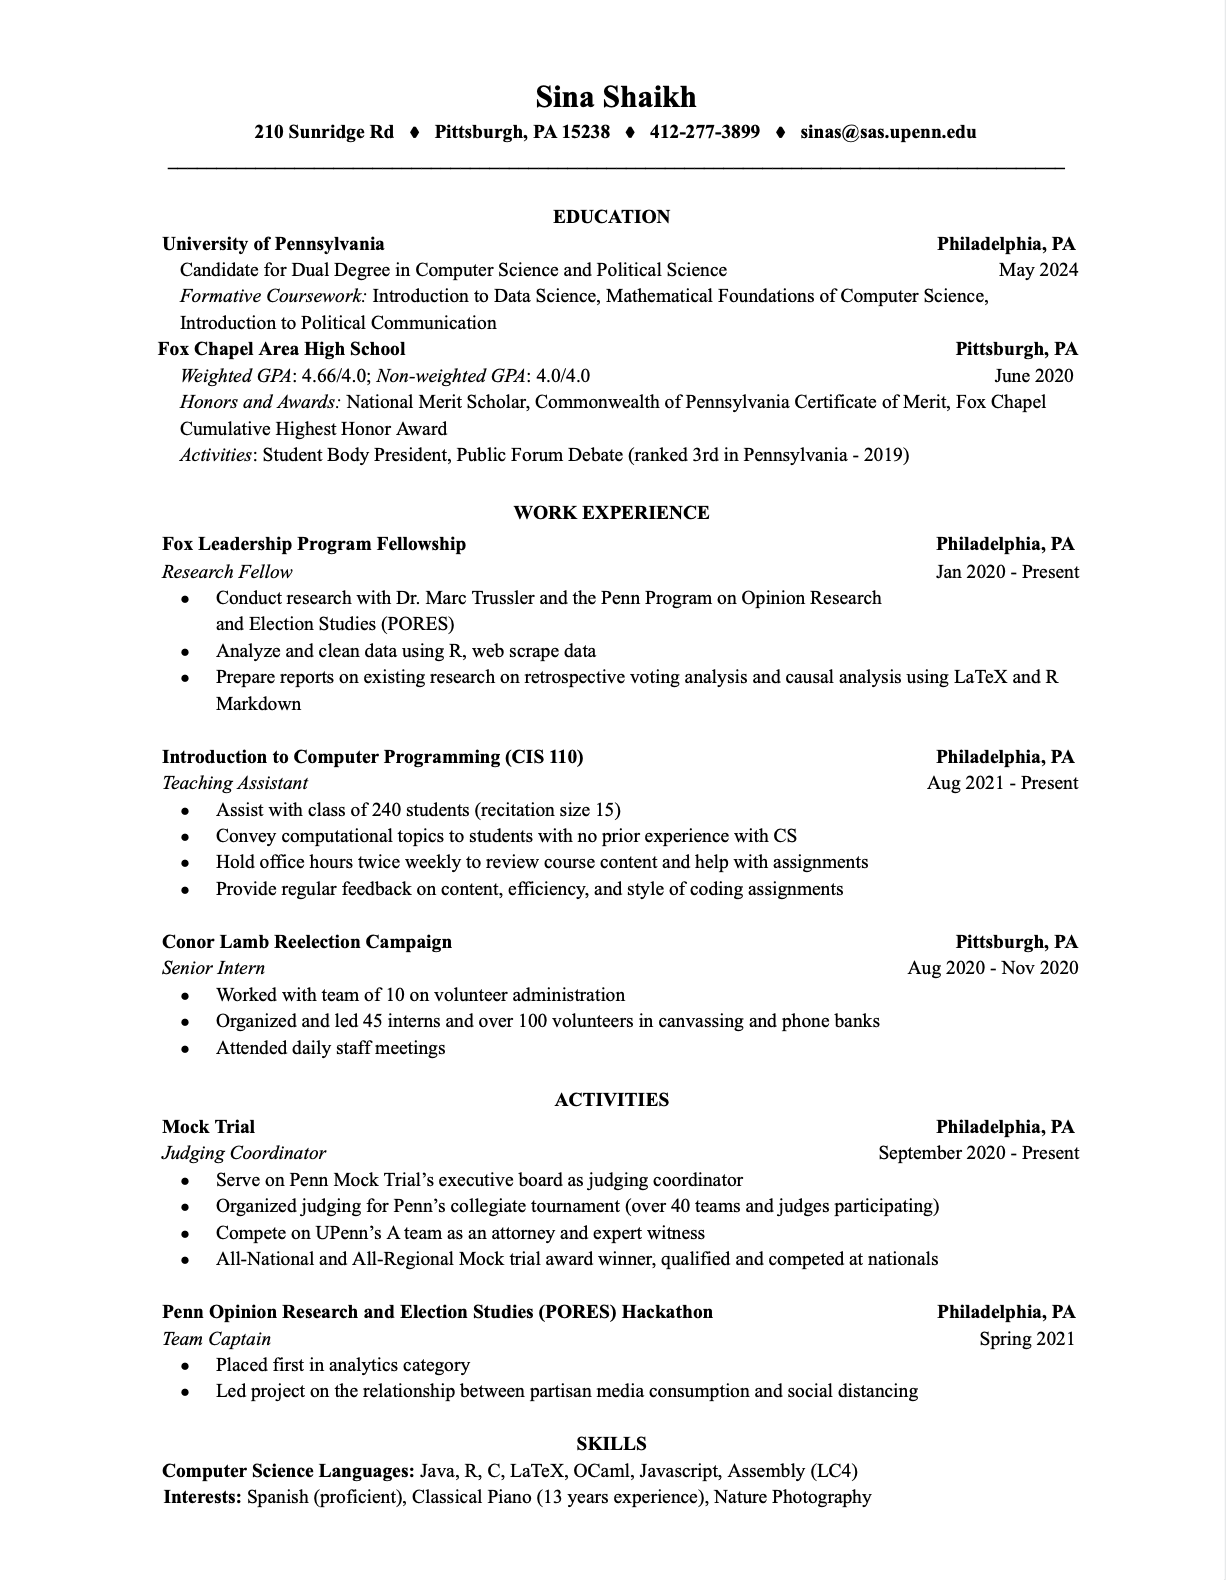 Sina Shaikh
210 Sunridge Rd ♦ Pittsburgh, PA 15238 ♦ 412-277-3899 ♦ sinas@sas.upenn.edu
EDUCATION
University of Pennsylvania Philadelphia, PA
Candidate for Dual Degree in Computer Science and Political Science May 2024
Formative Coursework: Introduction to Data Science, Mathematical Foundations of Computer Science,
Introduction to Political Communication
Fox Chapel Area High School Pittsburgh, PA
Weighted GPA: 4.66/4.0; Non-weighted GPA: 4.0/4.0 June 2020
Honors and Awards: National Merit Scholar, Commonwealth of Pennsylvania Certificate of Merit, Fox Chapel
Cumulative Highest Honor Award
Activities: Student Body President, Public Forum Debate (ranked 3rd in Pennsylvania - 2019)
WORK EXPERIENCE
Fox Leadership Program Fellowship Philadelphia, PA
Research Fellow Jan 2020 - Present
● Conduct research with Dr. Marc Trussler and the Penn Program on Opinion Research
and Election Studies (PORES)
● Analyze and clean data using R, web scrape data
● Prepare reports on existing research on retrospective voting analysis and causal analysis using LaTeX and R
Markdown
Introduction to Computer Programming (CIS 110) Philadelphia, PA
Teaching Assistant Aug 2021 - Present
● Assist with class of 240 students (recitation size 15)
● Convey computational topics to students with no prior experience with CS
● Hold office hours twice weekly to review course content and help with assignments
● Provide regular feedback on content, efficiency, and style of coding assignments
Conor Lamb Reelection Campaign Pittsburgh, PA
Senior Intern Aug 2020 - Nov 2020
● Worked with team of 10 on volunteer administration
● Organized and led 45 interns and over 100 volunteers in canvassing and phone banks
● Attended daily staff meetings
ACTIVITIES
Mock Trial Philadelphia, PA
Judging Coordinator September 2020 - Present
● Serve on Penn Mock Trial’s executive board as judging coordinator
● Organized judging for Penn’s collegiate tournament (over 40 teams and judges participating)
● Compete on UPenn’s A team as an attorney and expert witness
● All-National and All-Regional Mock trial award winner, qualified and competed at nationals
Penn Opinion Research and Election Studies (PORES) Hackathon Philadelphia, PA
Team Captain Spring 2021
● Placed first in analytics category
● Led project on the relationship between partisan media consumption and social distancing
SKILLS
Computer Science Languages: Java, R, C, LaTeX, OCaml, Javascript, Assembly (LC4)
Interests: Spanish (proficient), Classical Piano (13 years experience), Nature Photography